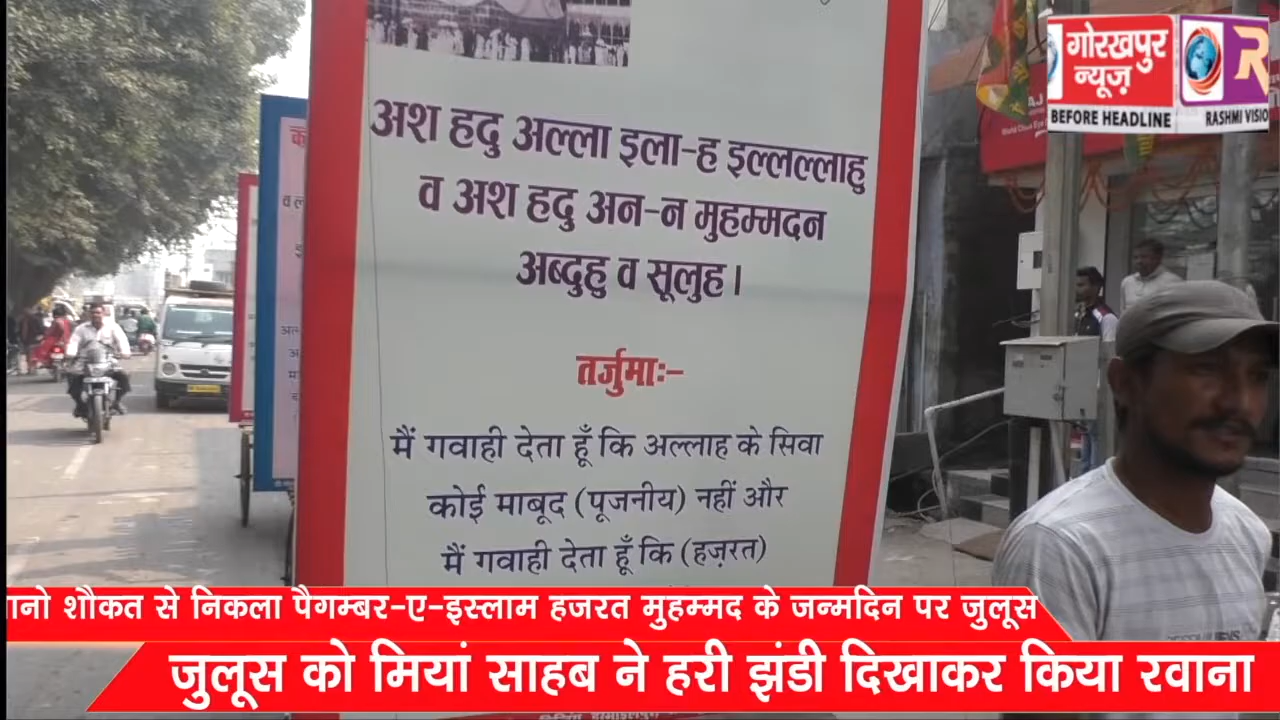 गोरखपुर
न्यूज़
BEFORE HEADLINE
R
RASHMI VISIO
अश हदु अल्ला इला-ह इल्लल्लाहु
व अश हदु अन-न मुहम्मदन
अब्दुहु व सूलुह।
तर्जुमाः-
मैं गवाही देता हूँ कि अल्लाह के सिवा
कोई माबूद (पूजनीय) नहीं और
मैं गवाही देता हूँ कि (हज़रत)
ानो शौकत से निकला पैगम्बर-ए-इस्लाम हजरत मुहम्मद के जन्मदिन पर जुलूस
जुलूस को मियां साहब ने हरी झंडी दिखाकर किया रवाना